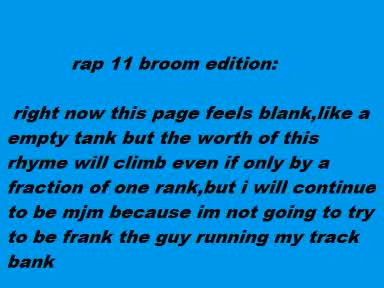 rap 11 broom edition:
right now this page feels blank,like a
empty tank but the worth of this
rhyme will climb even if only by a
fraction of one rank,but i will continue
to be mjm because im not going to try
to be frank the guy running my track
bank